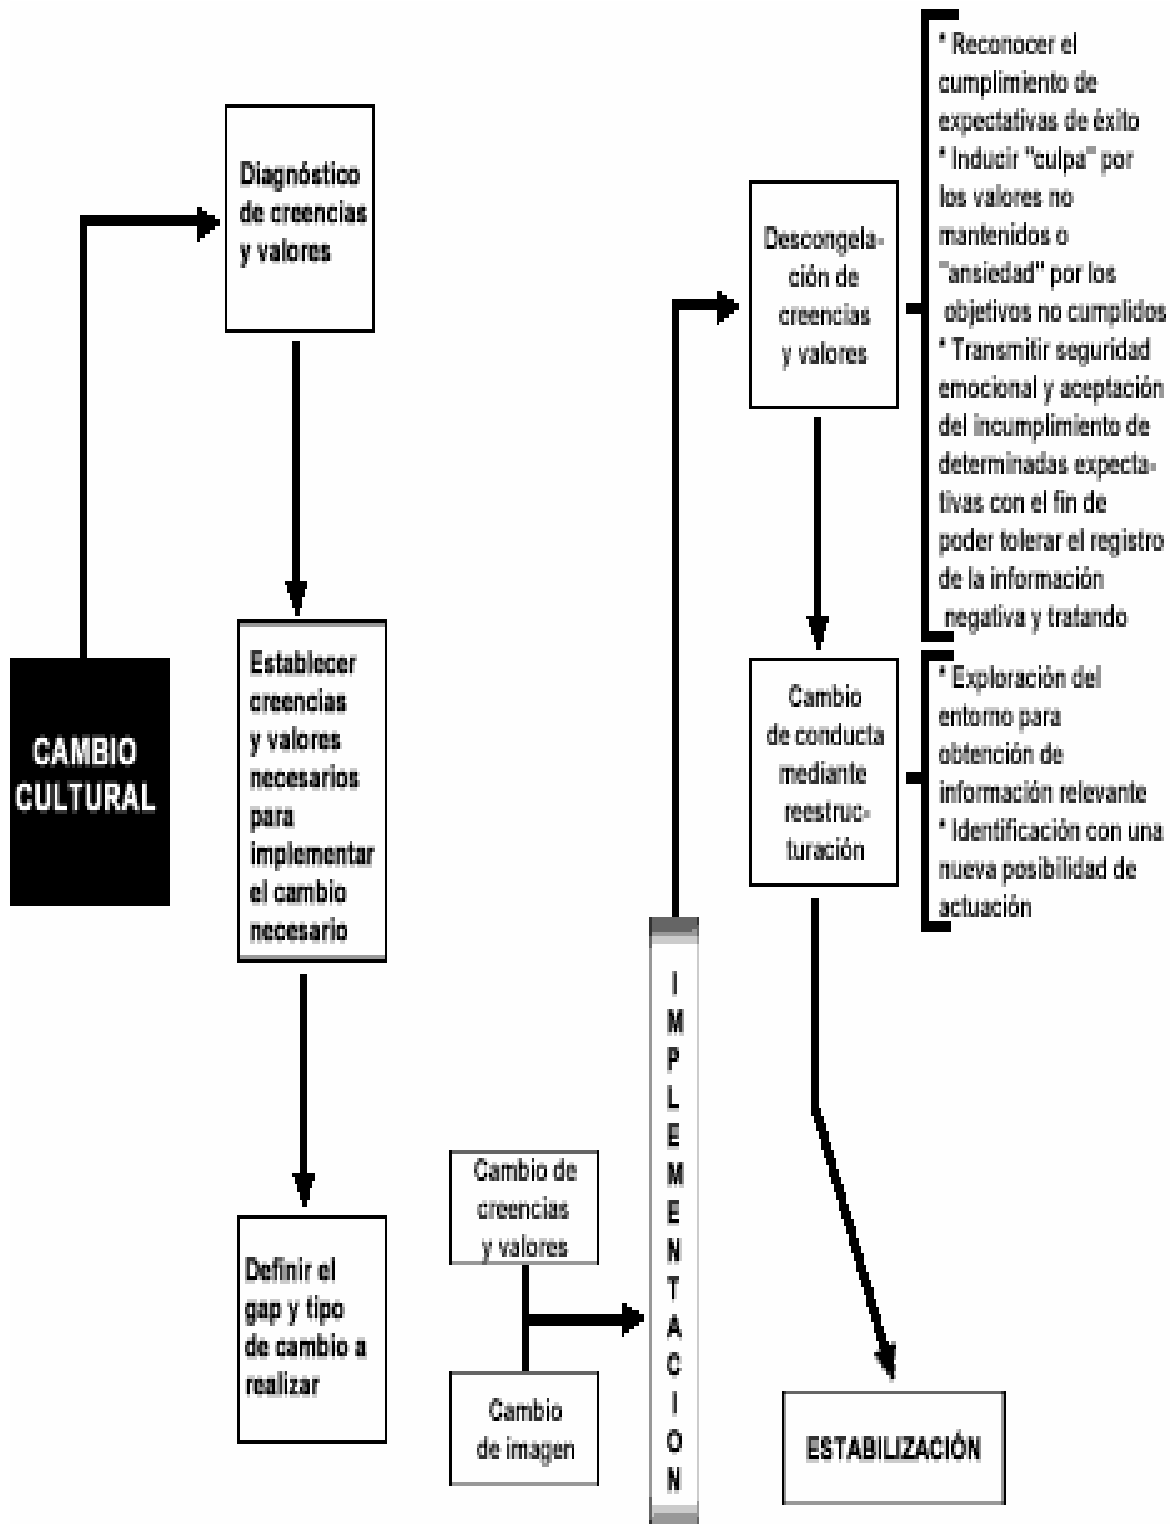 CAMBIO
CULTURAL
Diagnóstico
de creencias
y valores
Establecer
creencias
y valores
necesarios
para
implementar
el cambio
necesario
Definir el
gap y tipo
de cambio a
realizar
Cambio de
creencias
y valores
Cambio
de imagen
IMPLEMENTACION
Descongela-
ción de
creencias
y valores
* Reconocer el
cumplimiento de
expectativas de éxito
* Inducir "culpa" por
los valores no
mantenidos o
"ansiedad" por los
objetivos no cumplidos
* Transmitir seguridad
emocional y aceptación
del incumplimiento de
determinadas expecta-
tivas con el fin de
poder tolerar el registro
de la información
negativa y tratando
Cambio
de conducta
mediante
reestruc-
turación
* Exploración del
entorno para
obtención de
información relevante
* Identificación con una
nueva posibilidad de
actuación
ESTABILIZACIÓN